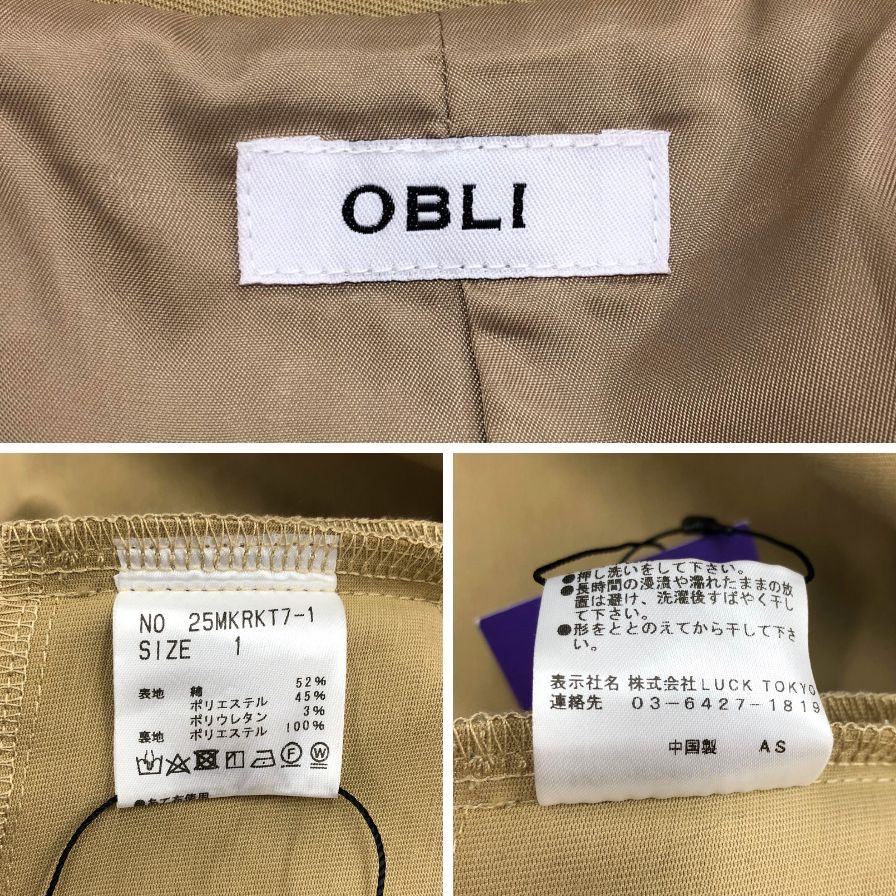 OBLI
NO 25MKRKT7-1
SIZE 1
表地 綿 52%
ポリエステル 45%
ポリウレタン 3%
裏地 ポリエステル 100%
F W
●あて布使用
●押し洗いをして下さい。
●長時間の浸漬や濡れたままの放
置は避け、洗濯後すばやく干し
て下さい。
●形をととのえてから干して下さ
い。
表示社名 株式会社LUCK TOKYO
連絡先 03-6427-1819
中国製 AS